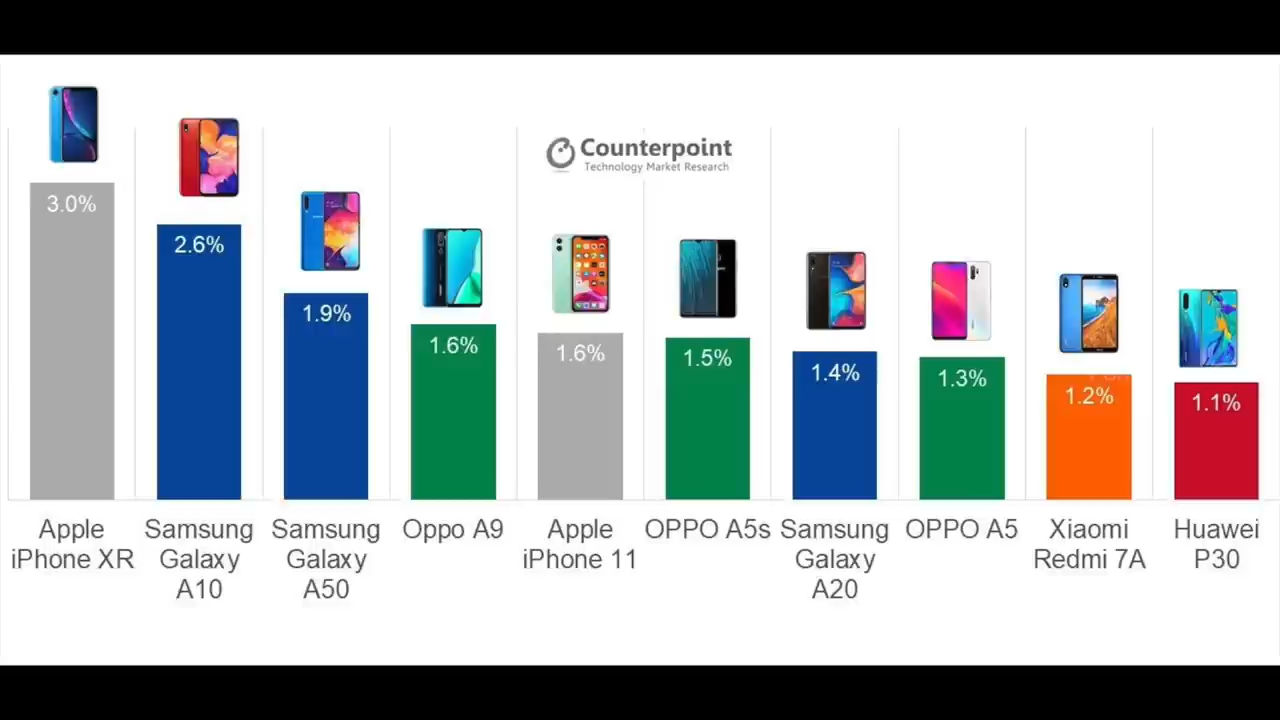 Counterpoint
Technology Market Research
3.0%
2.6%
1.9%
1.6%
1.6%
1.5%
1.4%
1.3%
1.2%
1.1%
Apple
iPhone XR
Samsung
Galaxy
A10
Samsung
Galaxy
A50
Oppo A9
Apple
iPhone 11
OPPO A5s
Samsung
Galaxy
A20
OPPO A5
Xiaomi
Redmi 7A
Huawei
P30